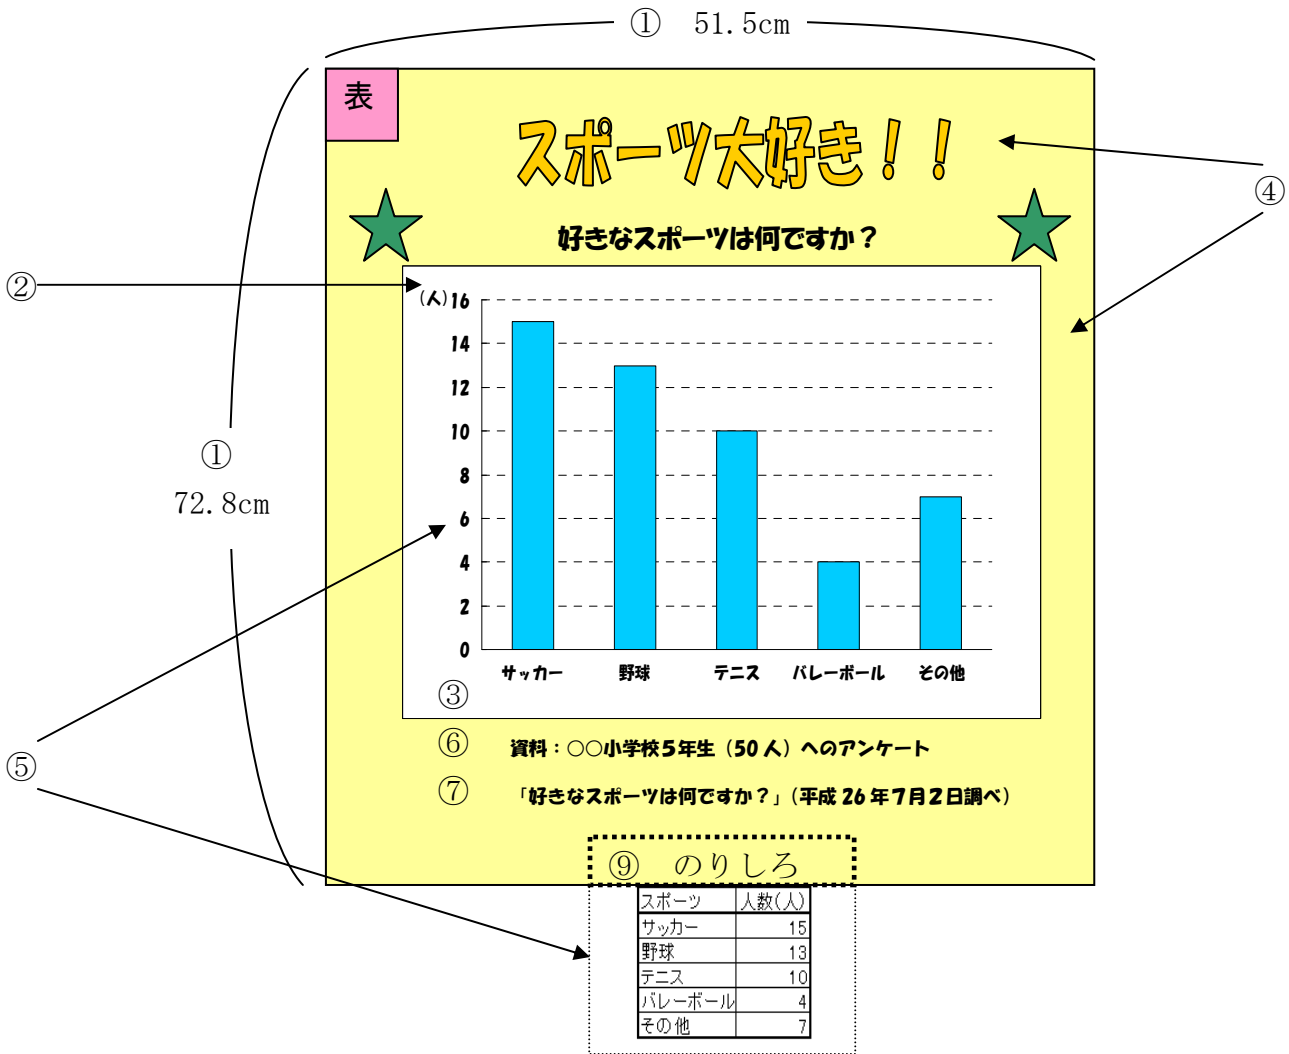 ① 51.5cm
表
スポーツ大好き！！
④
好きなスポーツは何ですか？
②
(人)
16
14
12
10
8
6
4
2
0
①
72.8cm
サッカー 野球 テニス バレーボール その他
③
⑤
⑥ 資料：○○小学校５年生（50人）へのアンケート
⑦ 「好きなスポーツは何ですか？」（平成26年７月２日調べ）
⑨ のりしろ
スポーツ 人数(人)
サッカー 15
野球 13
テニス 10
バレーボール 4
その他 7